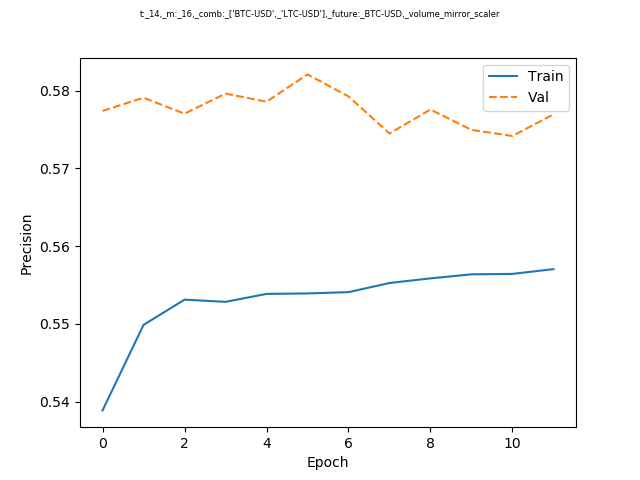 t:_14,_m:_16,_comb:_['BTC-USD',_'LTC-USD'],_future:_BTC-USD,_volume_mirror_scaler
Train
Val
0.58
0.57
0.56
0.55
0.54
Precision
0 2 4 6 8 10
Epoch